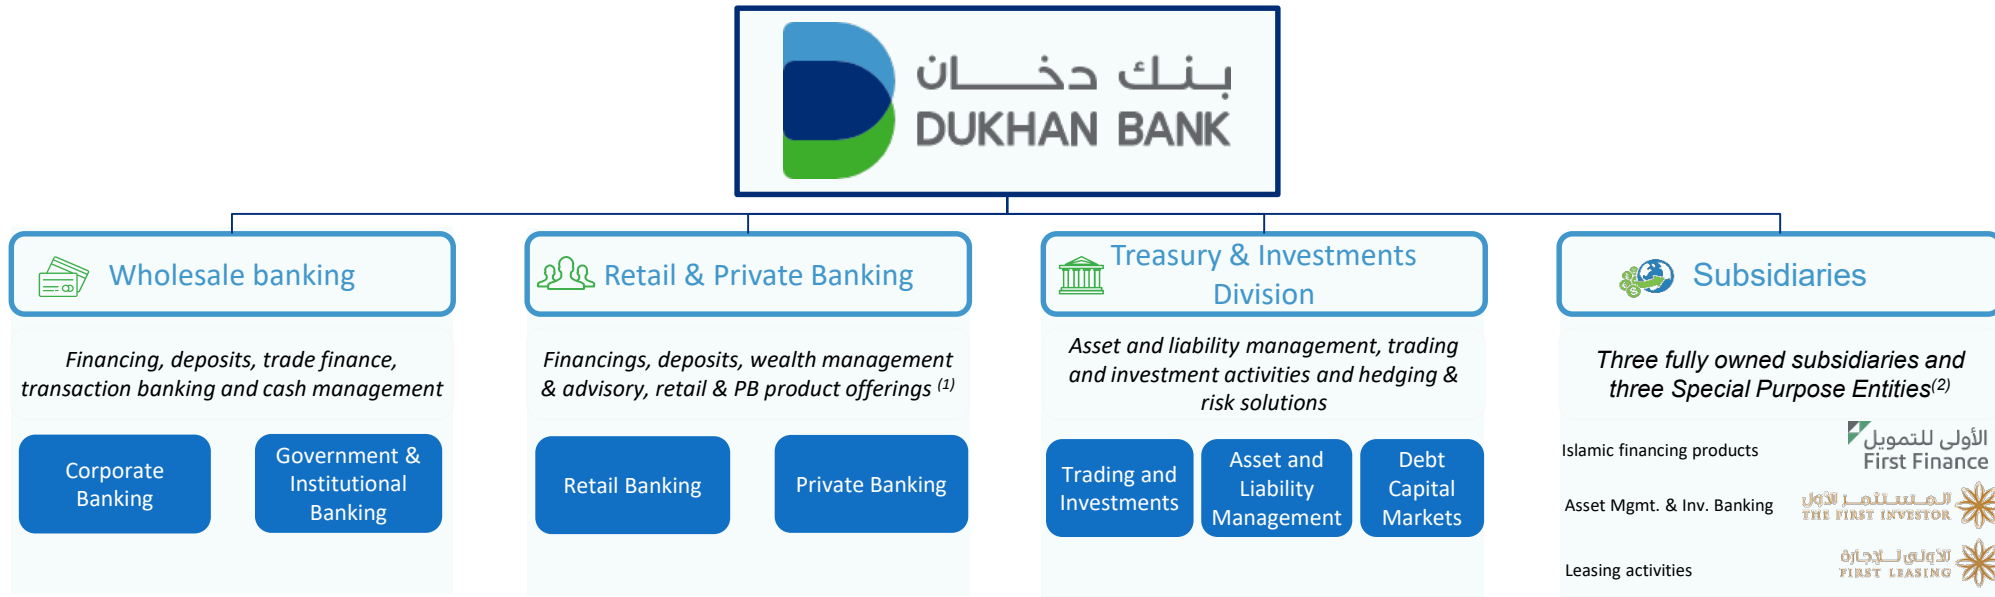 بنك دخان
DUKHAN BANK
Wholesale banking
Financing, deposits, trade finance,
transaction banking and cash management
Corporate
Banking
Government &
Institutional
Banking
Retail & Private Banking
Financings, deposits, wealth management
& advisory, retail & PB product offerings (1)
Retail Banking
Private Banking
Treasury & Investments
Division
Asset and liability management, trading
and investment activities and hedging &
risk solutions
Trading and
Investments
Asset and
Liability
Management
Debt
Capital
Markets
Subsidiaries
Three fully owned subsidiaries and
three Special Purpose Entities(2)
Islamic financing products
الأولى للتمويل
First Finance
Asset Mgmt. & Inv. Banking
المستثمر الأول
THE FIRST INVESTOR
Leasing activities
الأولى للإجارة
FIRST LEASING